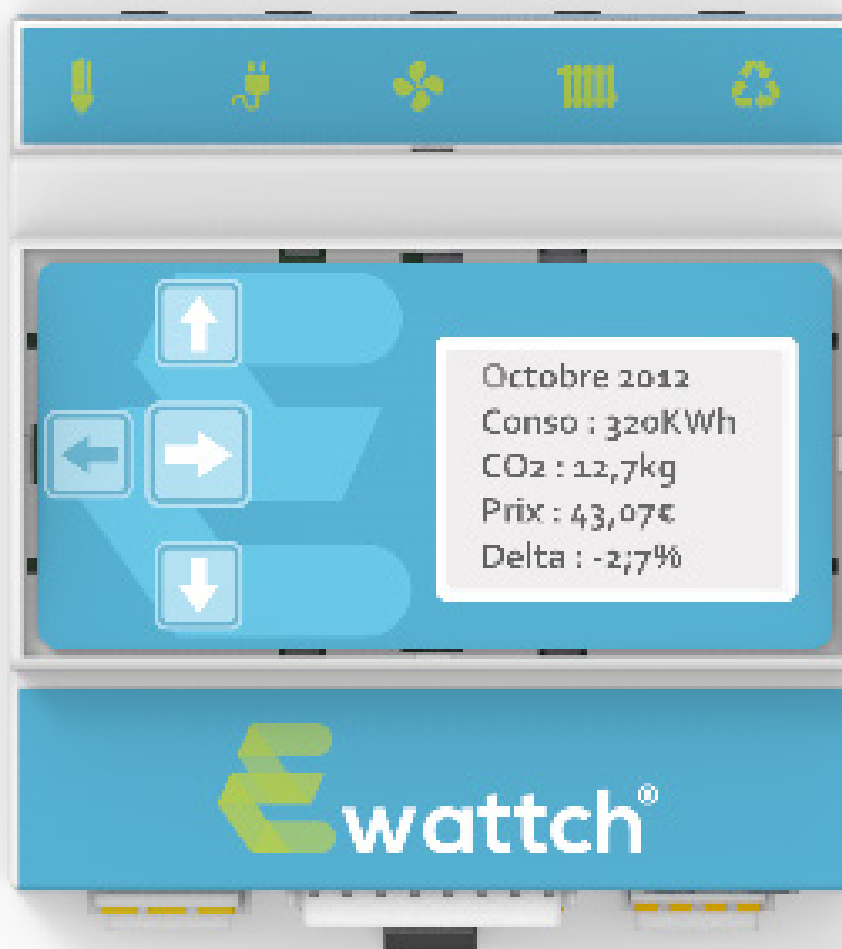 Octobre 2012
Conso : 320KWh
CO2 : 12,7kg
Prix : 43,07€
Delta : -2;7%
Ewattch®